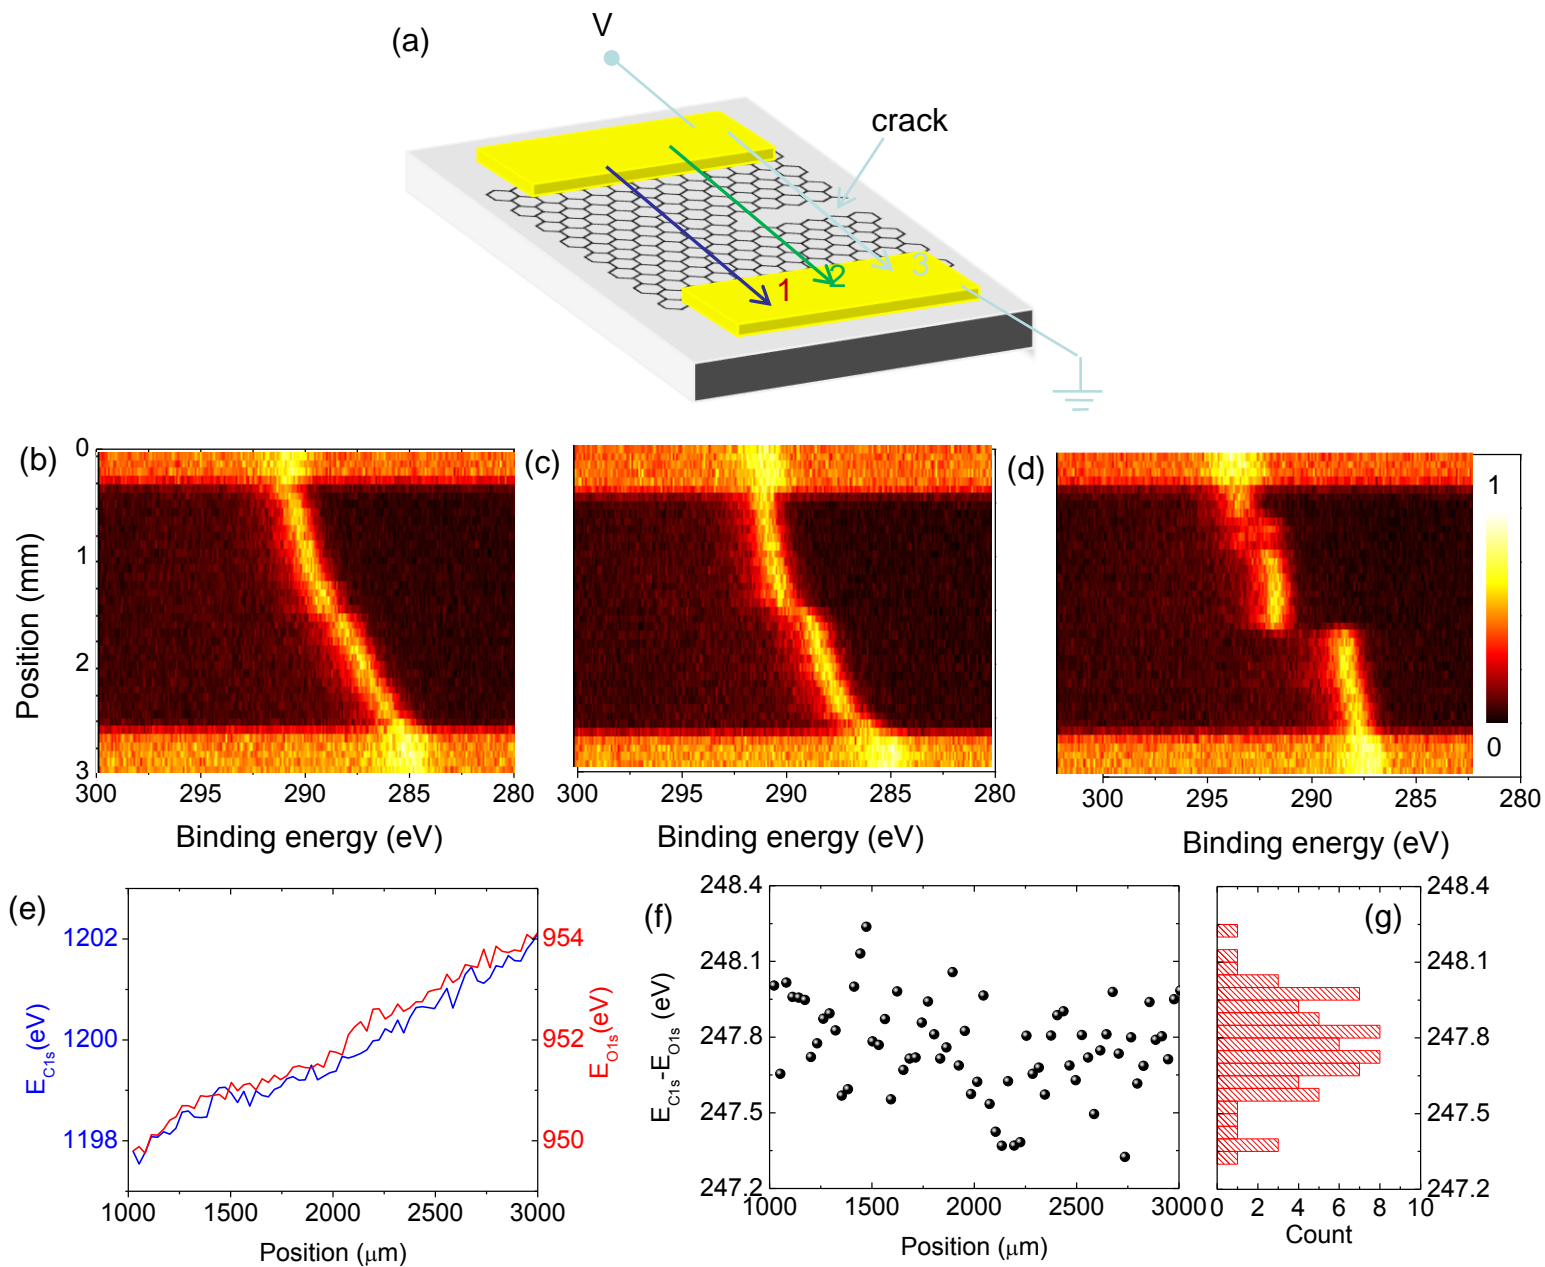 (a)
V
crack
1
2
3
(b)
(c)
(d)
0
1
2
3
Position (mm)
300
295
290
285
280
Binding energy (eV)
300
295
290
285
280
Binding energy (eV)
1
0
300
295
290
285
280
Binding energy (eV)
(e)
1202
1200
1198
E_C1s(eV)
954
952
950
E_O1s(eV)
1000
1500
2000
2500
3000
Position (μm)
(f)
248.4
248.1
247.8
247.5
247.2
E_C1s-E_O1s (eV)
1000
1500
2000
2500
3000
Position (μm)
(g)
248.4
248.1
247.8
247.5
247.2
0
2
4
6
8
10
Count